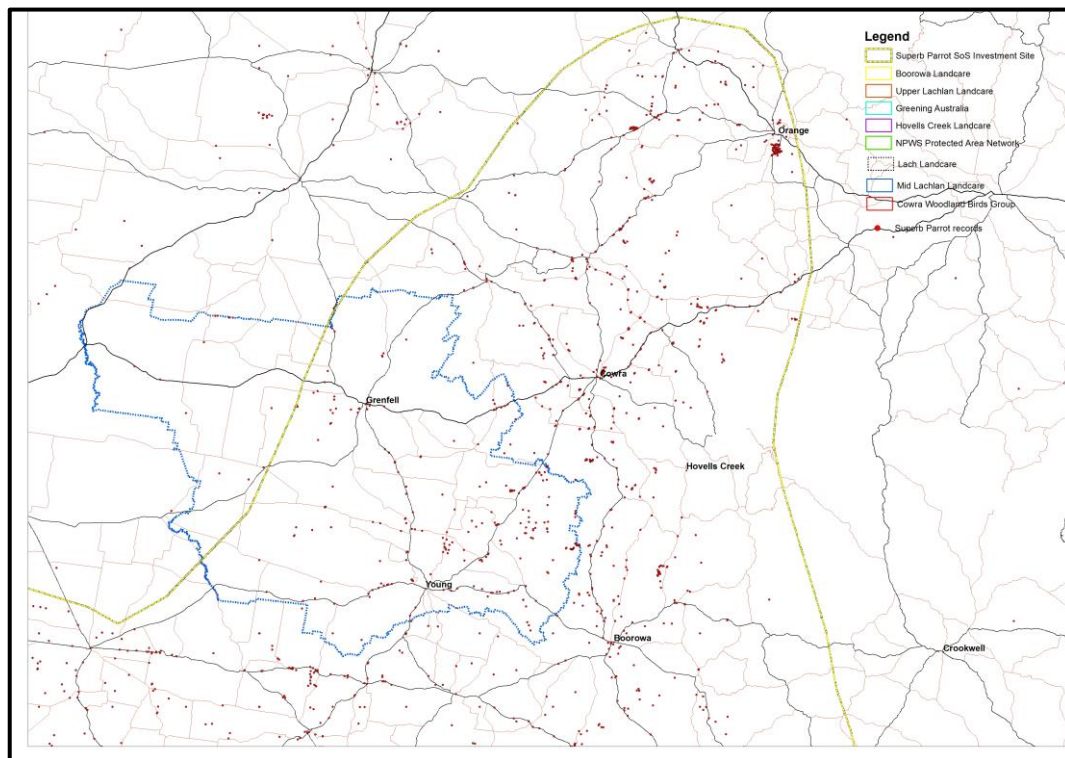 Legend
Superb Parrot SoS Investment Site
Boorowa Landcare
Upper Lachlan Landcare
Greening Australia
Hovells Creek Landcare
NPWS Protected Area Network
Lach Landcare
Mid Lachlan Landcare
Cowra Woodland Birds Group
Superb Parrot records
Orange
Cowra
Grenfell
Hovells Creek
Young
Boorowa
Crookwell